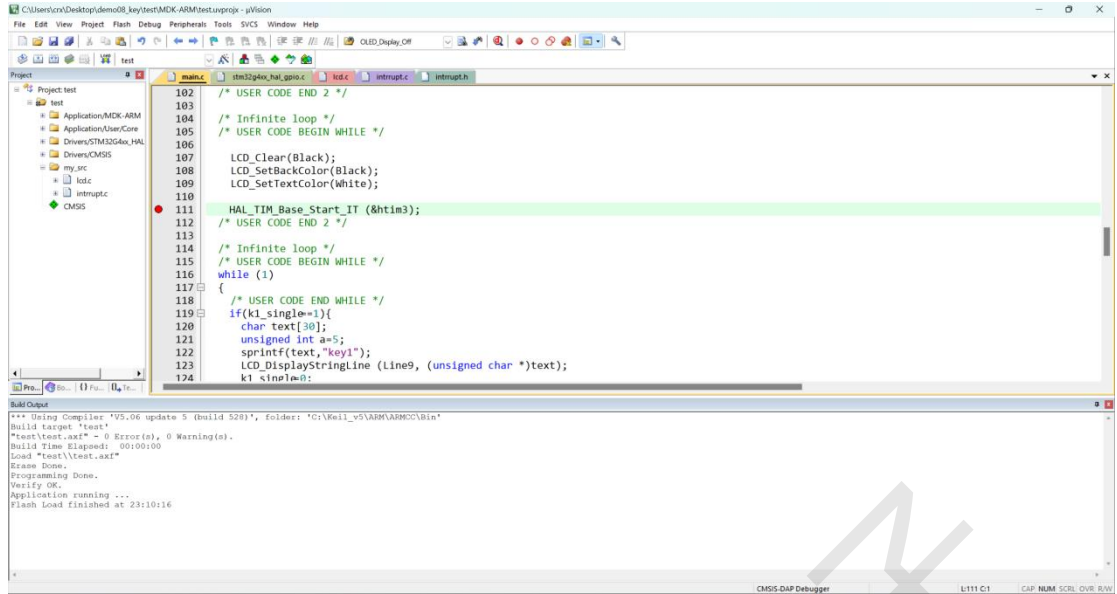 C:\Users\crx\Desktop\demo08_key\test\MDK-ARM\test.uvprojx - µVision
File Edit View Project Flash Debug Peripherals Tools SVCS Window Help
OLED_Display_Off
test
Project
main.c stm32g4xx_hal_gpio.c lcd.c intrrupt.c intrrupt.h
Project: test
test
Application/MDK-ARM
Application/User/Core
Drivers/STM32G4xx_HAL
Drivers/CMSIS
my_src
lcd.c
intrrupt.c
CMSIS
102 /* USER CODE END 2 */
103
104 /* Infinite loop */
105 /* USER CODE BEGIN WHILE */
106
107 LCD_Clear(Black);
108 LCD_SetBackColor(Black);
109 LCD_SetTextColor(White);
110
111 HAL_TIM_Base_Start_IT (&htim3);
112 /* USER CODE END 2 */
113
114 /* Infinite loop */
115 /* USER CODE BEGIN WHILE */
116 while (1)
117 {
118 /* USER CODE END WHILE */
119 if(k1_single==1){
120 char text[30];
121 unsigned int a=5;
122 sprintf(text,"key1");
123 LCD_DisplayStringLine (Line9, (unsigned char *)text);
124 k1_single=0;
Pro... Bo... {} Fu... 0 Te...
Build Output
*** Using Compiler 'V5.06 update 5 (build 528)', folder: 'C:\Keil_v5\ARM\ARMCC\Bin'
Build target 'test'
"test\test.axf" - 0 Error(s), 0 Warning(s).
Build Time Elapsed: 00:00:00
Load "test\\test.axf"
Erase Done.
Programming Done.
Verify OK.
Application running ...
Flash Load finished at 23:10:16
CMSIS-DAP Debugger L:111 C:1 CAP NUM SCRL OVR R/W
N